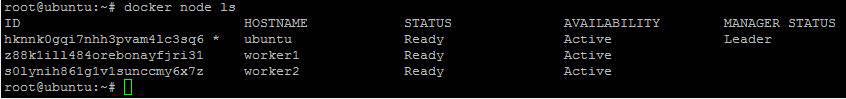 root@ubuntu:~# docker node ls
ID HOSTNAME STATUS AVAILABILITY MANAGER STATUS
hknnk0gqi7nhh3pvam4lc3sq6 * ubuntu Ready Active Leader
z88k1ill484orebonayfjri31 worker1 Ready Active
s0lynih861g1v1sunccmy6x7z worker2 Ready Active
root@ubuntu:~#